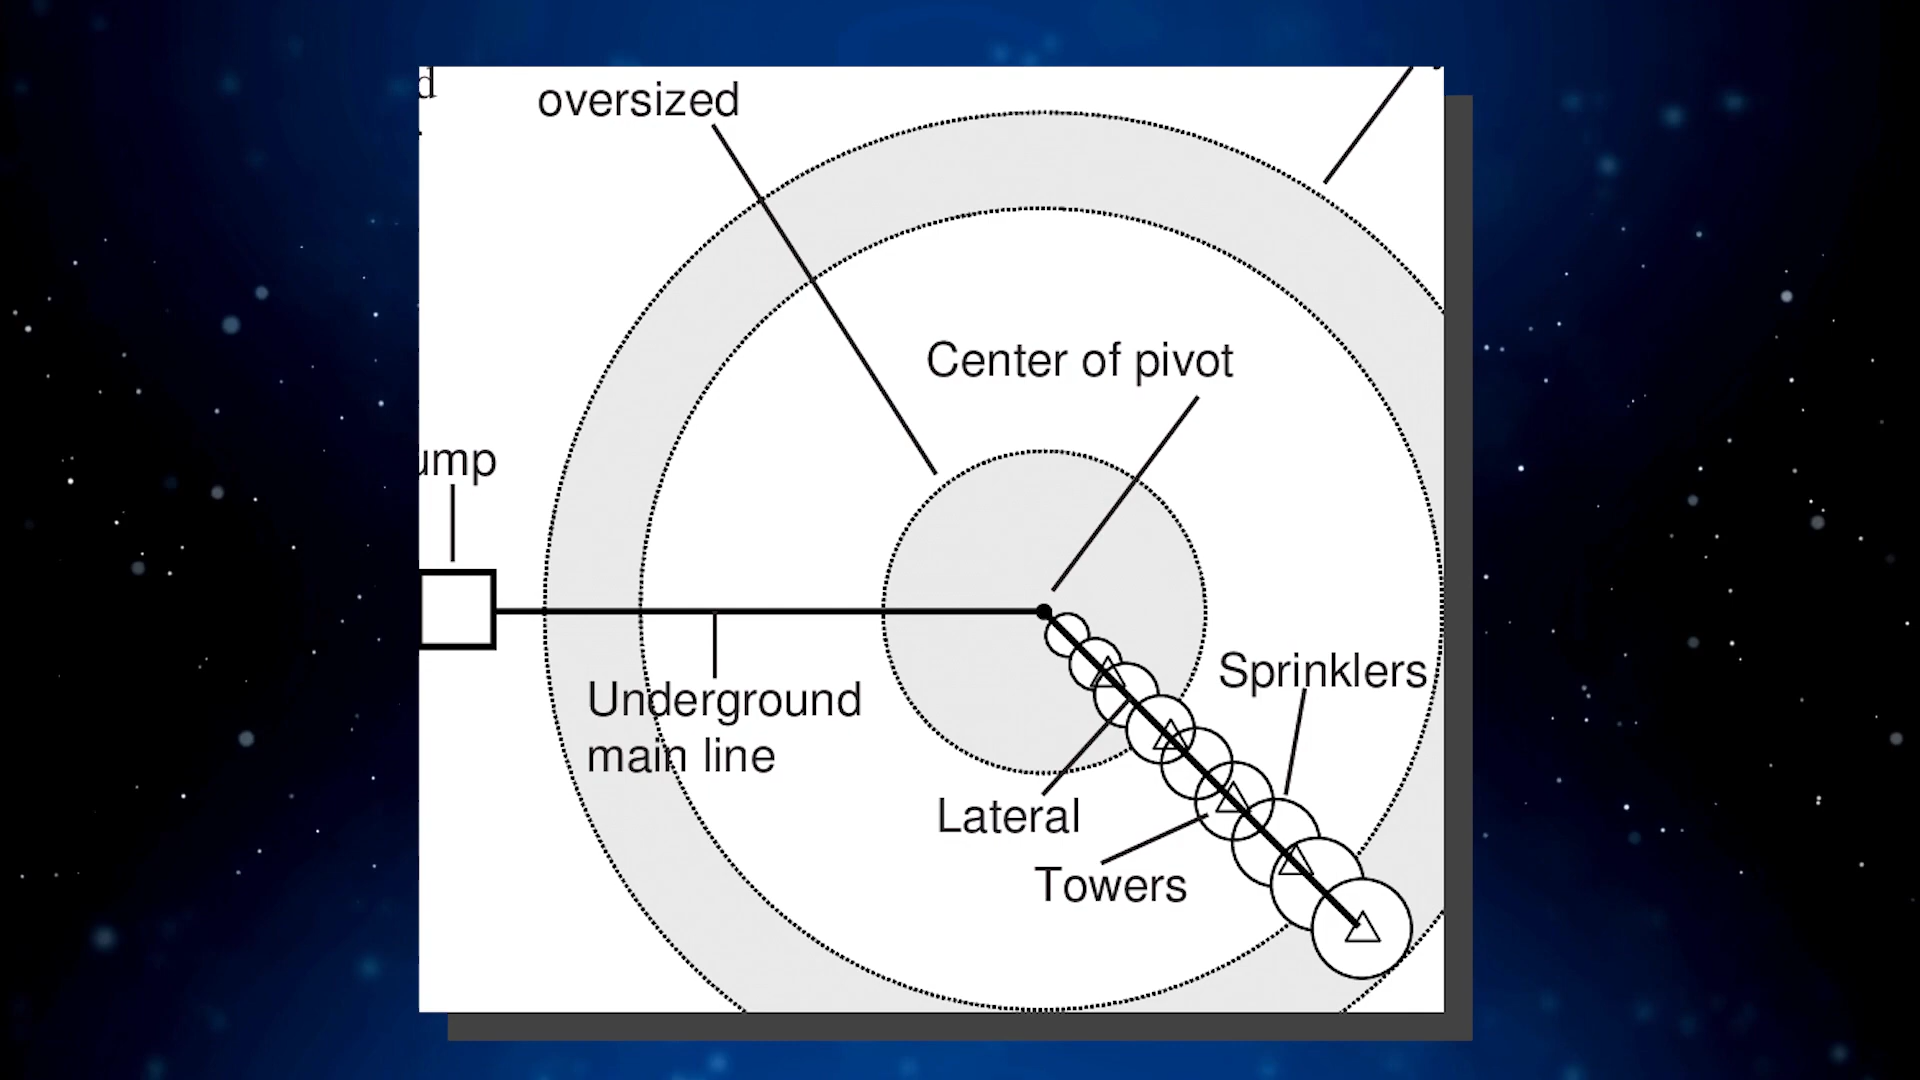 oversized
Center of pivot
ump
Underground
main line
Sprinklers
Lateral
Towers